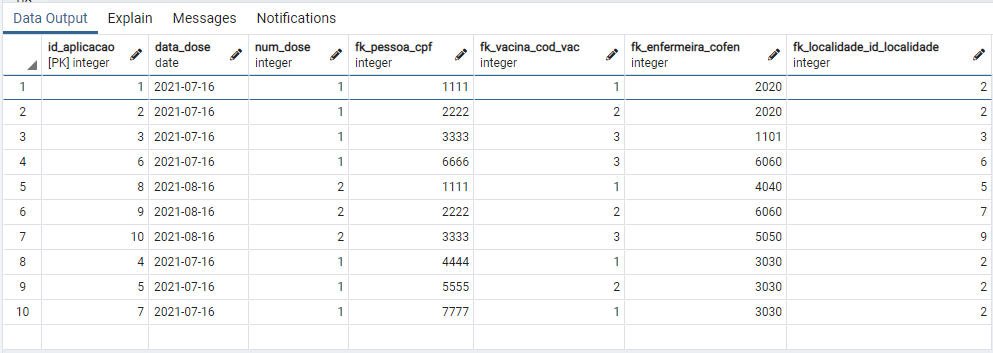 Data Output Explain Messages Notifications
id_aplicacao data_dose num_dose fk_pessoa_cpf fk_vacina_cod_vac fk_enfermeira_cofen fk_localidade_id_localidade
[PK] integer date integer integer integer integer integer
1 1 2021-07-16 1 1111 1 2020 2
2 2 2021-07-16 1 2222 2 2020 2
3 3 2021-07-16 1 3333 3 1101 3
4 6 2021-07-16 1 6666 3 6060 6
5 8 2021-08-16 2 1111 1 4040 5
6 9 2021-08-16 2 2222 2 6060 7
7 10 2021-08-16 2 3333 3 5050 9
8 4 2021-07-16 1 4444 1 3030 2
9 5 2021-07-16 1 5555 2 3030 2
10 7 2021-07-16 1 7777 1 3030 2